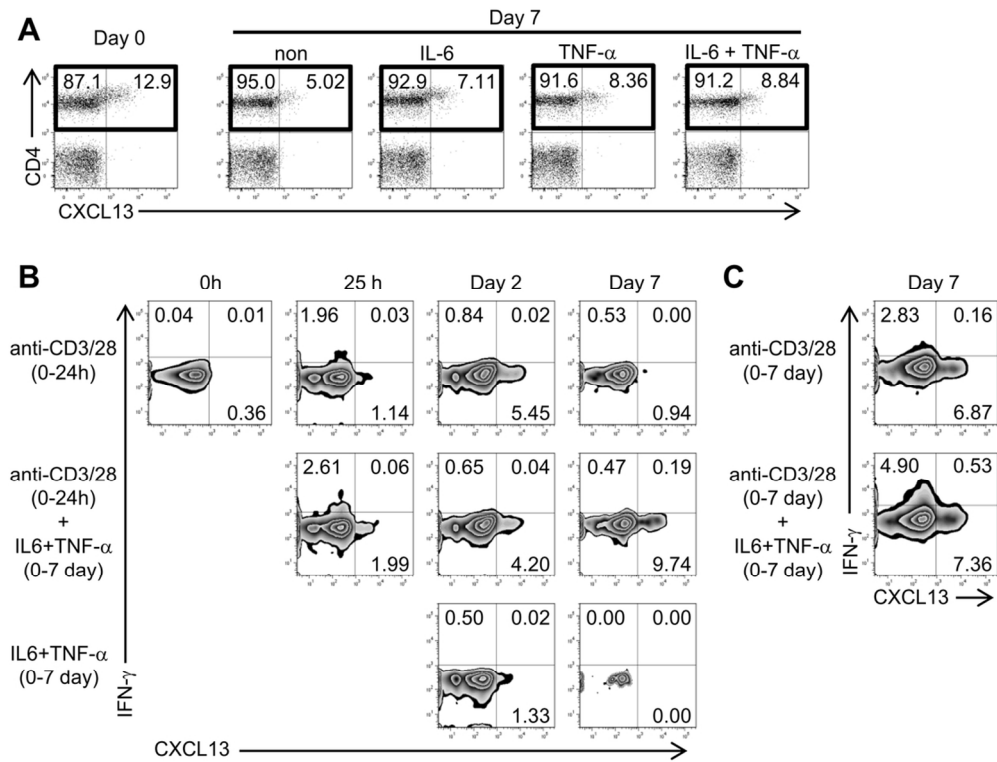 A
Day 7
Day 0
non
IL-6
TNF-α
IL-6 + TNF-α
87.1 12.9
95.0 5.02
92.9 7.11
91.6 8.36
91.2 8.84
CD4
CXCL13
B
0h
25 h
Day 2
Day 7
anti-CD3/28
(0-24h)
0.04 0.01
0.36
1.96 0.03
1.14
0.84 0.02
5.45
0.53 0.00
0.94
anti-CD3/28
(0-24h)
+
IL6+TNF-α
(0-7 day)
2.61 0.06
1.99
0.65 0.04
4.20
0.47 0.19
9.74
IL6+TNF-α
(0-7 day)
0.50 0.02
1.33
0.00 0.00
0.00
IFN-γ
CXCL13
C
Day 7
anti-CD3/28
(0-7 day)
2.83 0.16
6.87
anti-CD3/28
(0-7 day)
+
IL6+TNF-α
(0-7 day)
4.90 0.53
7.36
IFN-γ
CXCL13